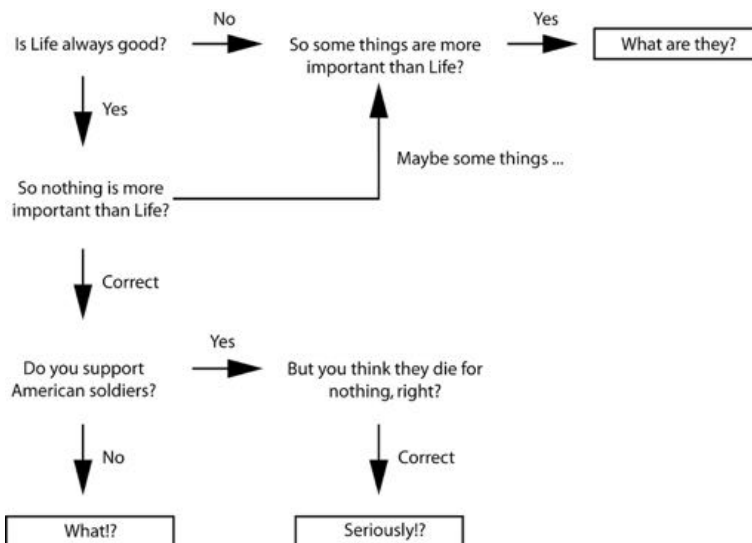 No
Yes
Is Life always good?
So some things are more
important than Life?
What are they?
Yes
Maybe some things ...
So nothing is more
important than Life?
Correct
Yes
Do you support
American soldiers?
But you think they die for
nothing, right?
No
Correct
What!?
Seriously!?